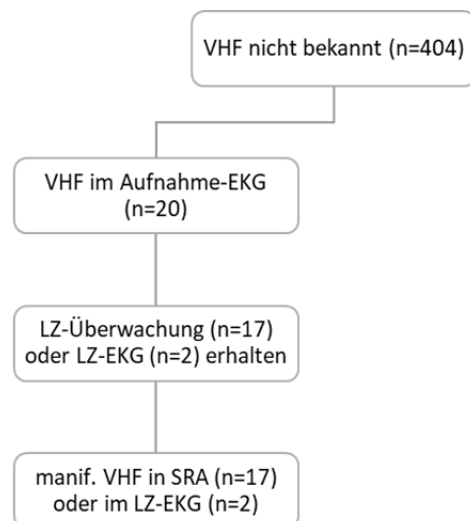 VHF nicht bekannt (n=404)
VHF im Aufnahme-EKG
(n=20)
LZ-Überwachung (n=17)
oder LZ-EKG (n=2) erhalten
manif. VHF in SRA (n=17)
oder im LZ-EKG (n=2)